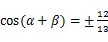 cos(α + β) = ± 12/13